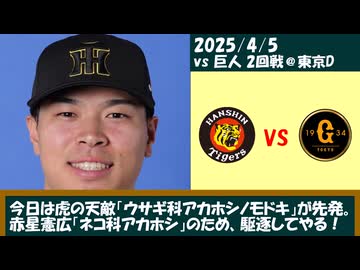 2025/4/5
vs 巨人 2回戦@東京D
HANSHIN
Tigers
VS
19 34
G
TOKYO
今日は虎の天敵「ウサギ科アカホシノモドキ」が先発。
赤星憲広「ネコ科アカホシ」のため、駆逐してやる!